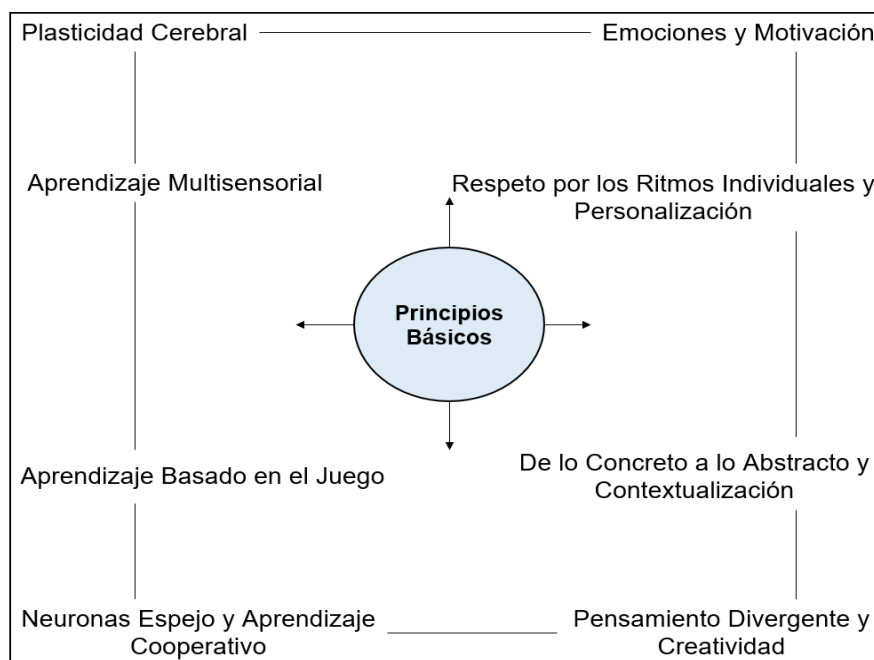 Plasticidad Cerebral
Emociones y Motivación
Aprendizaje Multisensorial
Respeto por los Ritmos Individuales y
Personalización
Principios
Básicos
Aprendizaje Basado en el Juego
De lo Concreto a lo Abstracto y
Contextualización
Neuronas Espejo y Aprendizaje
Cooperativo
Pensamiento Divergente y
Creatividad